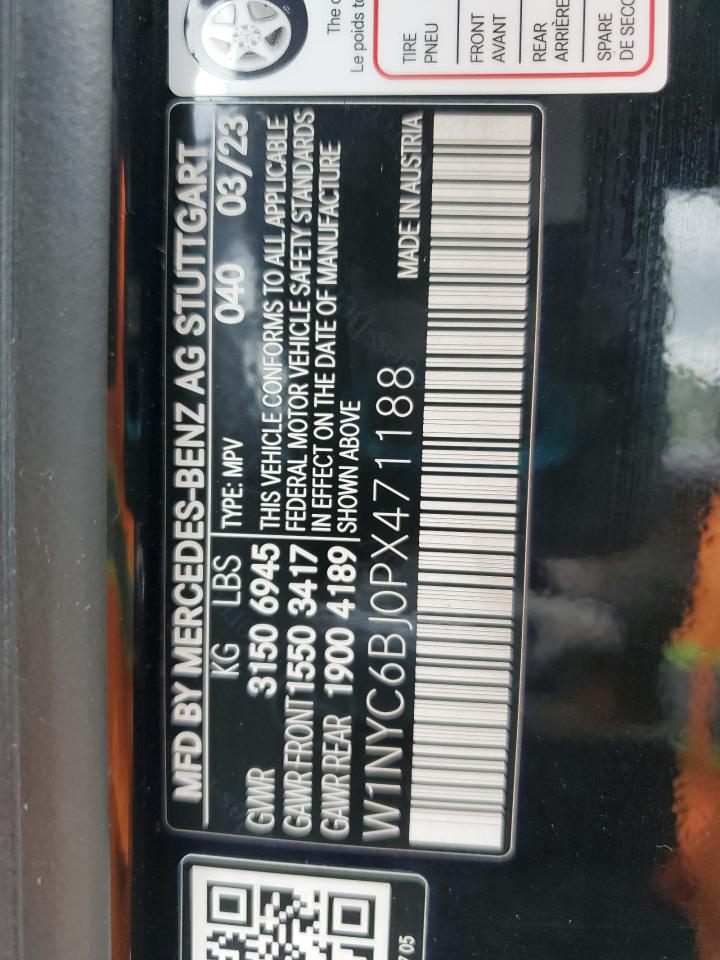 MFD BY MERCEDES-BENZ AG STUTTGART
KG LBS
TYPE: MPV 040 03/23
GVWR 3150 6945
GAWR FRONT 1550 3417
GAWR REAR 1900 4189
THIS VEHICLE CONFORMS TO ALL APPLICABLE
FEDERAL MOTOR VEHICLE SAFETY STANDARDS
IN EFFECT ON THE DATE OF MANUFACTURE
SHOWN ABOVE
W1NYC6BJ0PX471188
MADE IN AUSTRIA
The
Le poids
TIRE
PNEU
FRONT
AVANT
REAR
ARRIÈRE
SPARE
DE
05